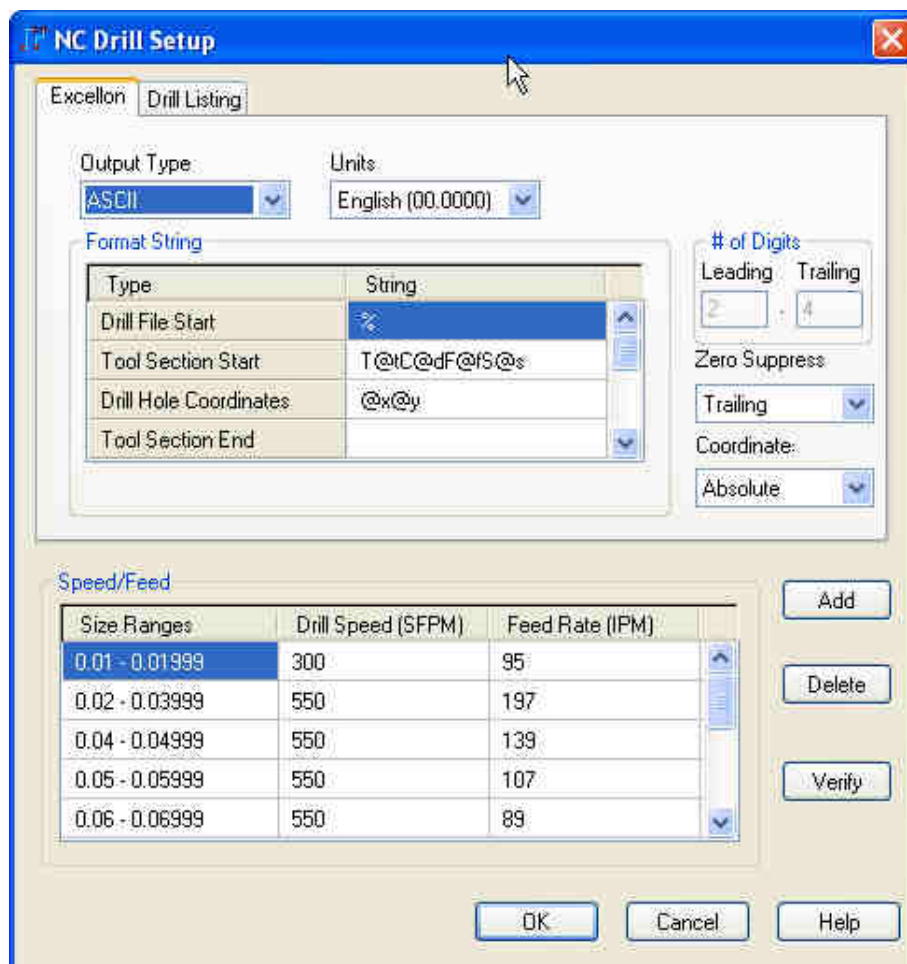 NC Drill Setup
Excellon Drill Listing
Output Type Units
ASCII English (00.0000)
Format String # of Digits
Type String Leading Trailing
Drill File Start % 2 . 4
Tool Section Start T@tC@dF@fS@s Zero Suppress
Drill Hole Coordinates @x@y Trailing
Tool Section End Coordinate:
Absolute
Speed/Feed
Size Ranges Drill Speed (SFPM) Feed Rate (IPM) Add
0.01 - 0.01999 300 95
0.02 - 0.03999 550 197 Delete
0.04 - 0.04999 550 139
0.05 - 0.05999 550 107 Verify
0.06 - 0.06999 550 89
OK Cancel Help